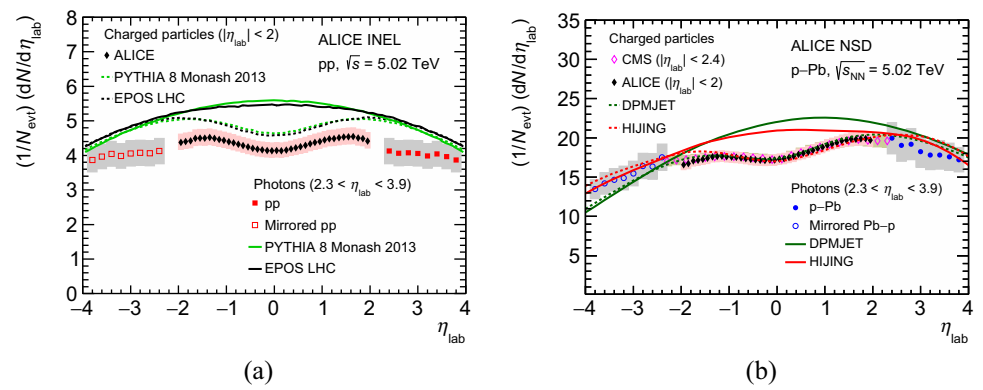 (1/N_evt) (dN/dη_lab)
8
7
6
5
4
3
2
1
0
Charged particles (|η_lab| < 2)
ALICE
PYTHIA 8 Monash 2013
EPOS LHC
ALICE INEL
pp, √s = 5.02 TeV
Photons (2.3 < η_lab < 3.9)
pp
Mirrored pp
PYTHIA 8 Monash 2013
EPOS LHC
−4 −3 −2 −1 0 1 2 3 4
η_lab
(a)
(1/N_evt) (dN/dη_lab)
35
30
25
20
15
10
5
0
Charged particles
CMS (|η_lab| < 2.4)
ALICE (|η_lab| < 2)
DPMJET
HIJING
ALICE NSD
p−Pb, √s_NN = 5.02 TeV
Photons (2.3 < η_lab < 3.9)
p−Pb
Mirrored Pb−p
DPMJET
HIJING
−4 −3 −2 −1 0 1 2 3 4
η_lab
(b)